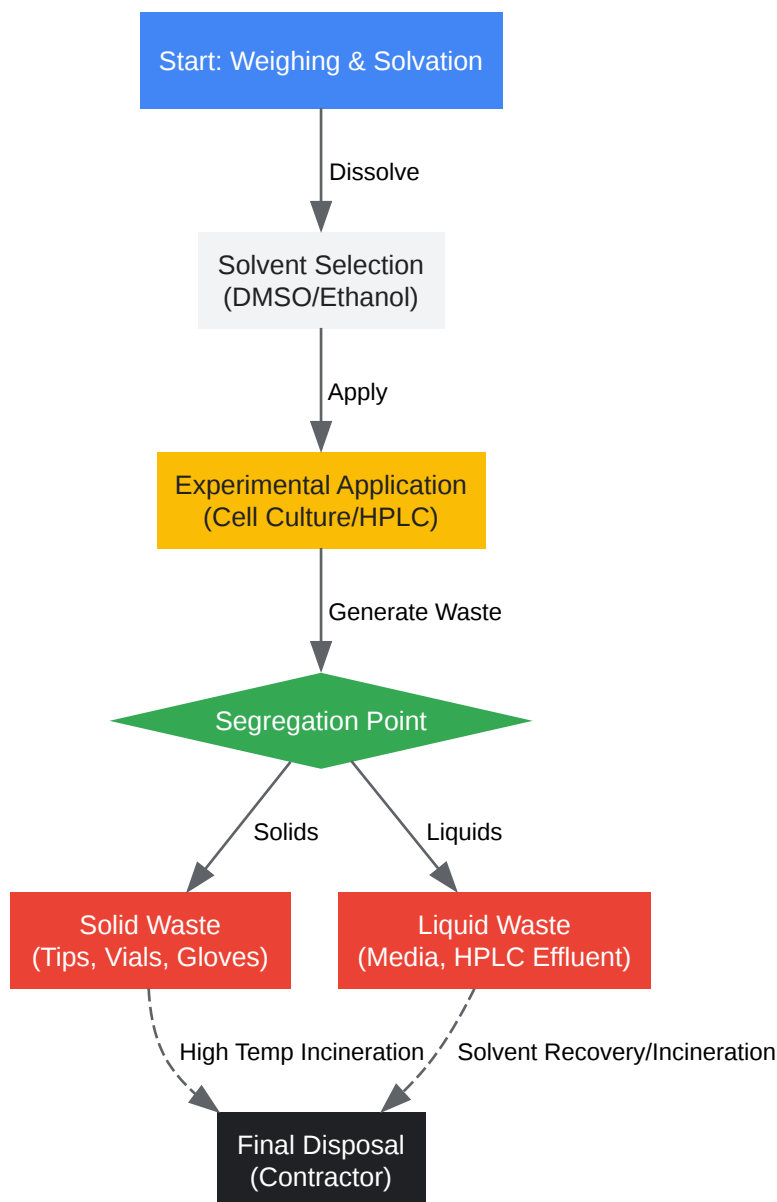 Start: Weighing & Solvation
Dissolve
Solvent Selection
(DMSO/Ethanol)
Apply
Experimental Application
(Cell Culture/HPLC)
Generate Waste
Segregation Point
Solids
Liquids
Solid Waste
(Tips, Vials, Gloves)
Liquid Waste
(Media, HPLC Effluent)
High Temp Incineration
Solvent Recovery/Incineration
Final Disposal
(Contractor)